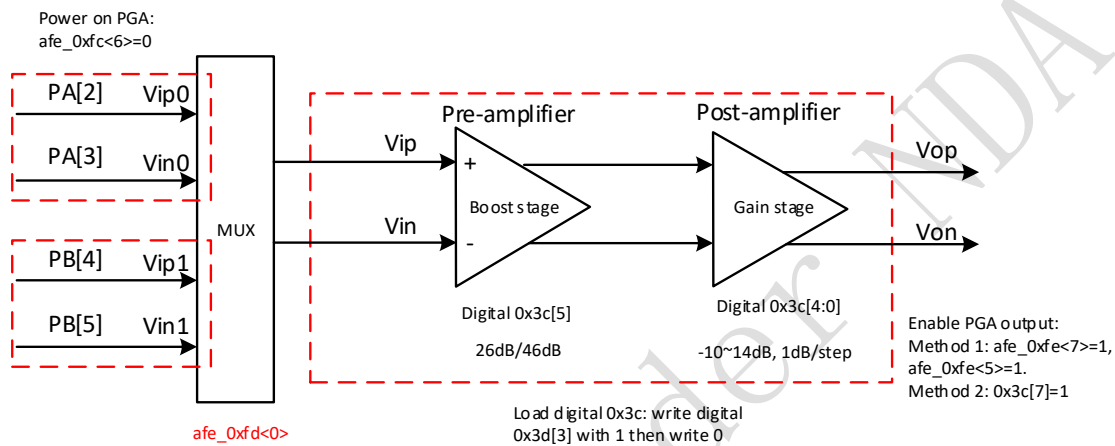 Power on PGA:
afe_0xfc<6>=0
PA[2] Vip0
PA[3] Vin0
PB[4] Vip1
PB[5] Vin1
MUX
afe_0xfd<0>
Vip
Vin
Pre-amplifier
+
Boost stage
-
Digital 0x3c[5]
26dB/46dB
Post-amplifier
Gain stage
Digital 0x3c[4:0]
-10~14dB, 1dB/step
Vop
Von
Enable PGA output:
Method 1: afe_0xfe<7>=1,
afe_0xfe<5>=1.
Method 2: 0x3c[7]=1
Load digital 0x3c: write digital
0x3d[3] with 1 then write 0
der NDA